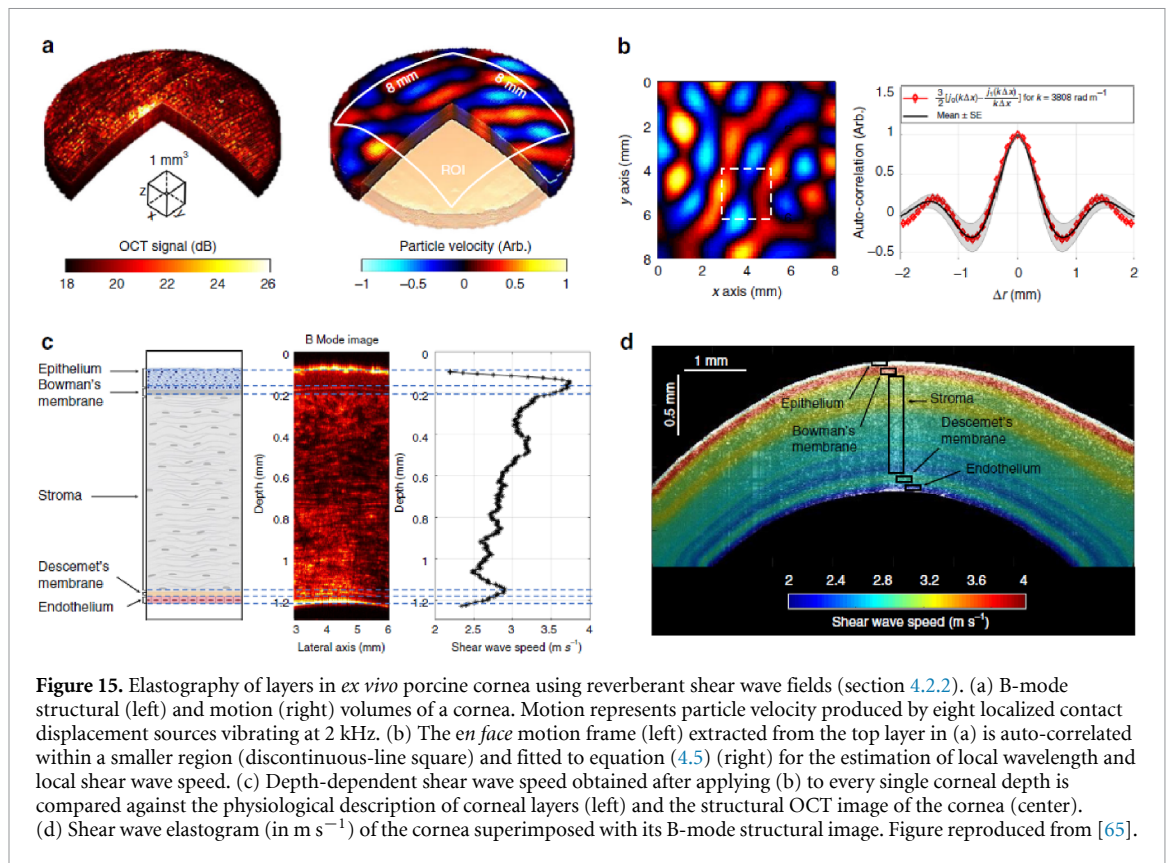 a
8 mm
8 mm
ROI
1 mm³
z
x
y
OCT signal (dB)
18 20 22 24 26
Particle velocity (Arb.)
−1 −0.5 0 0.5 1
b
0
2
4
6
8
y axis (mm)
0 2 4 6 8
x axis (mm)
3/2 [j₀(kΔx) − j₁(kΔx)/kΔx] for k = 3808 rad m⁻¹
Mean ± SE
1.5
1
0.5
0
−0.5
Auto-correlation (Arb.)
−2 −1 0 1 2
Δr (mm)
c
Epithelium
Bowman's
membrane
Stroma
Descemet's
membrane
Endothelium
B Mode image
0
0.2
0.4
0.6
0.8
1
1.2
Depth (mm)
3 4 5 6
Lateral axis (mm)
0
0.2
0.4
0.6
0.8
1
1.2
Depth (mm)
2 2.5 3 3.5 4
Shear wave speed (m s⁻¹)
d
1 mm
0.5 mm
Epithelium
Bowman's
membrane
Stroma
Descemet's
membrane
Endothelium
2 2.4 2.8 3.2 3.6 4
Shear wave speed (m s⁻¹)
Figure 15. Elastography of layers in ex vivo porcine cornea using reverberant shear wave fields (section 4.2.2). (a) B-mode
structural (left) and motion (right) volumes of a cornea. Motion represents particle velocity produced by eight localized contact
displacement sources vibrating at 2 kHz. (b) The en face motion frame (left) extracted from the top layer in (a) is auto-correlated
within a smaller region (discontinuous-line square) and fitted to equation (4.5) (right) for the estimation of local wavelength and
local shear wave speed. (c) Depth-dependent shear wave speed obtained after applying (b) to every single corneal depth is
compared against the physiological description of corneal layers (left) and the structural OCT image of the cornea (center).
(d) Shear wave elastogram (in m s⁻¹) of the cornea superimposed with its B-mode structural image. Figure reproduced from [65].